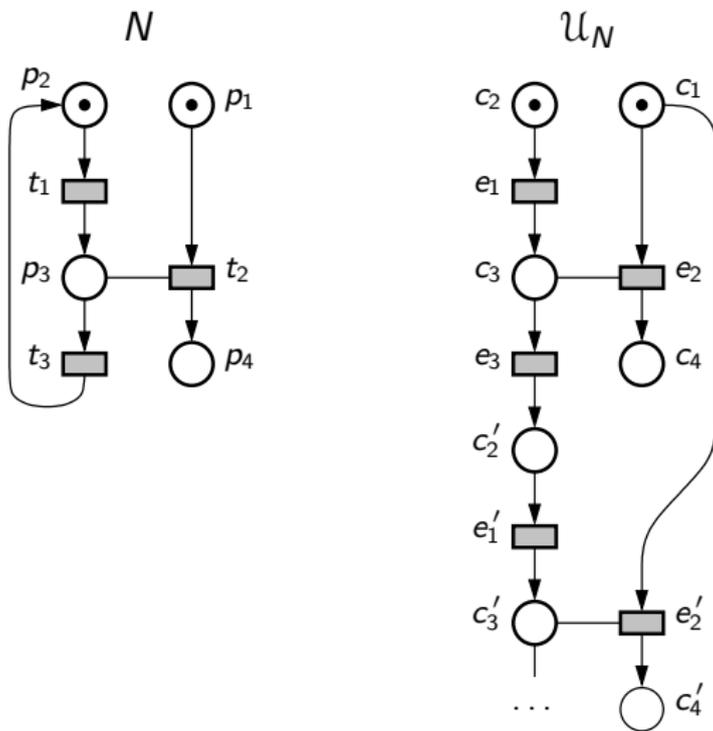 N
𝒰_N
p₂
p₁
c₂
c₁
t₁
e₁
p₃
t₂
c₃
e₂
t₃
p₄
e₃
c₄
c₂′
e₁′
c₃′
e₂′
...
c₄′